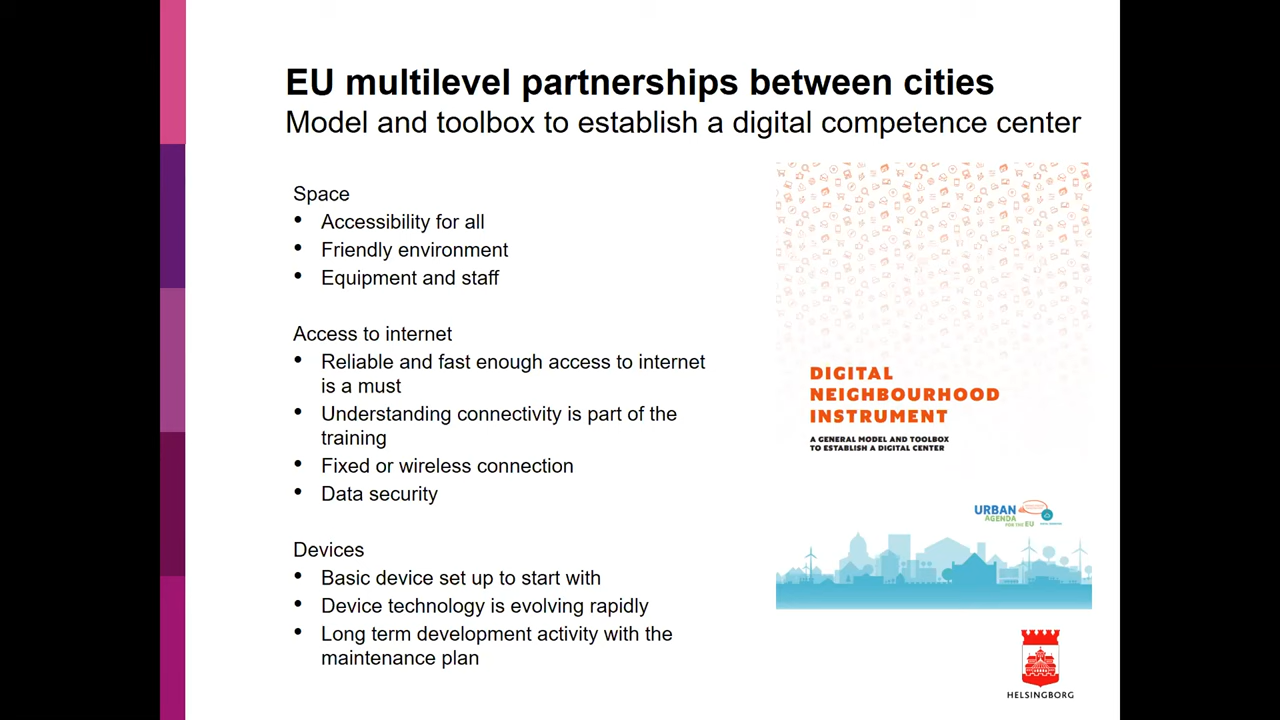 EU multilevel partnerships between cities
Model and toolbox to establish a digital competence center
Space
• Accessibility for all
• Friendly environment
• Equipment and staff
Access to internet
• Reliable and fast enough access to internet
is a must
• Understanding connectivity is part of the
training
• Fixed or wireless connection
• Data security
Devices
• Basic device set up to start with
• Device technology is evolving rapidly
• Long term development activity with the
maintenance plan
DIGITAL
NEIGHBOURHOOD
INSTRUMENT
A GENERAL MODEL AND TOOLBOX
TO ESTABLISH A DIGITAL CENTER
URBAN
AGENDA
FOR THE EU
HELSINGBORG